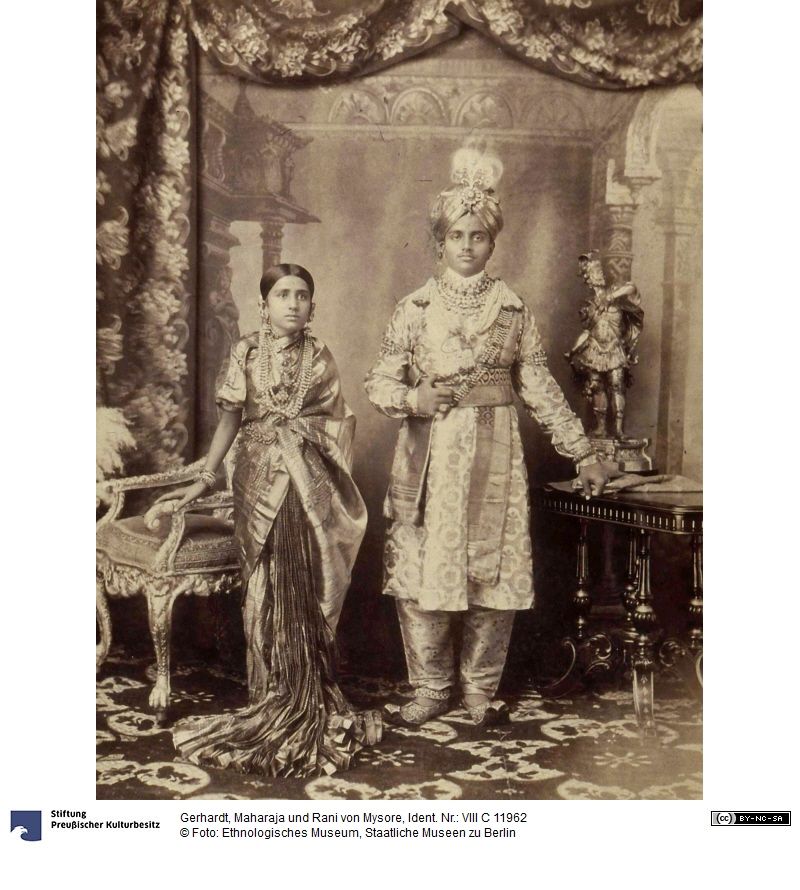 Stiftung
Preußischer Kulturbesitz
Gerhardt, Maharaja und Rani von Mysore, Ident. Nr.: VIII C 11962
© Foto: Ethnologisches Museum, Staatliche Museen zu Berlin
cc BY-NC-SA